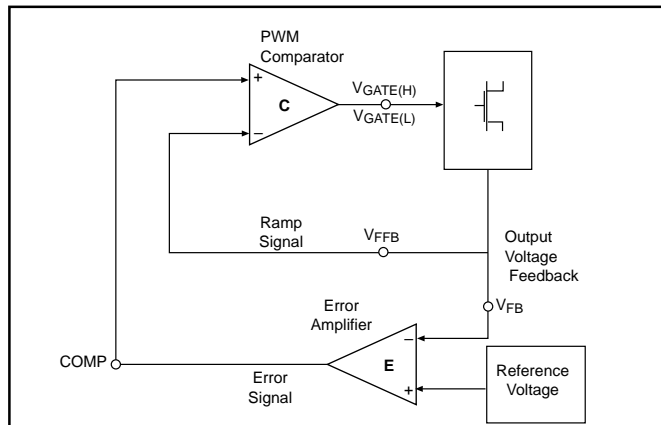 PWM
Comparator
+
C
–
VGATE(H)
VGATE(L)
Ramp
Signal
VFFB
Output
Voltage
Feedback
VFB
Error
Amplifier
–
E
+
COMP
Error
Signal
Reference
Voltage